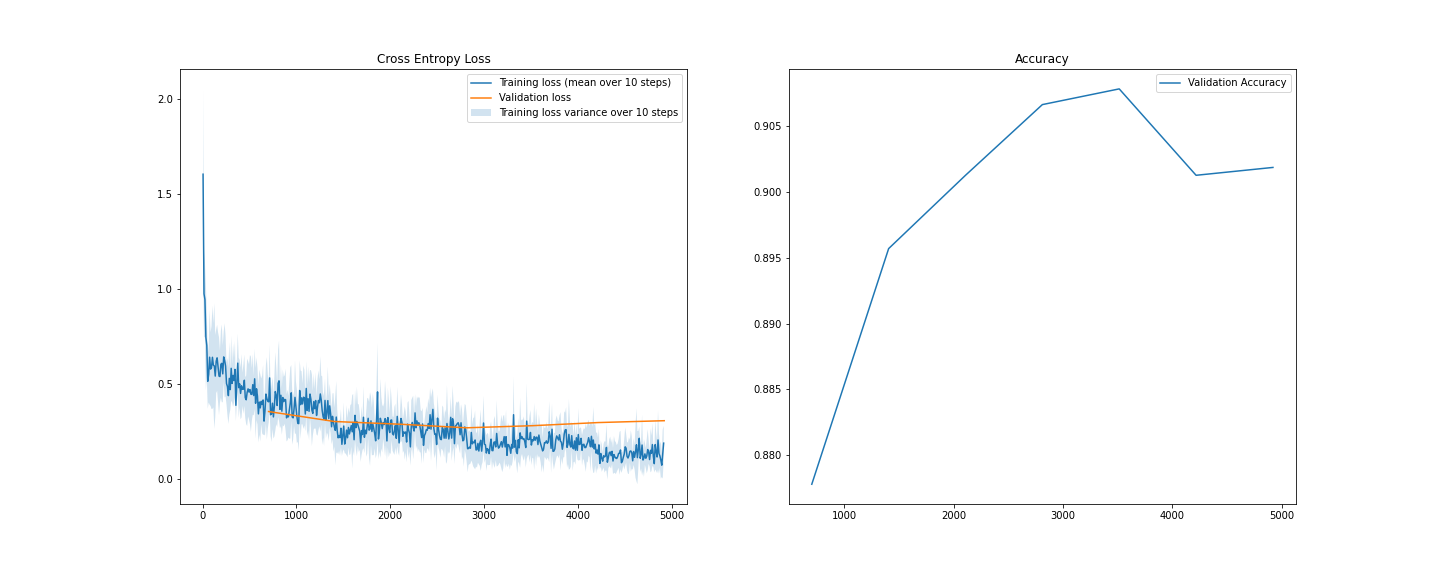 Cross Entropy Loss
Training loss (mean over 10 steps)
Validation loss
Training loss variance over 10 steps
2.0
1.5
1.0
0.5
0.0
0 1000 2000 3000 4000 5000
Accuracy
Validation Accuracy
0.905
0.900
0.895
0.890
0.885
0.880
1000 2000 3000 4000 5000